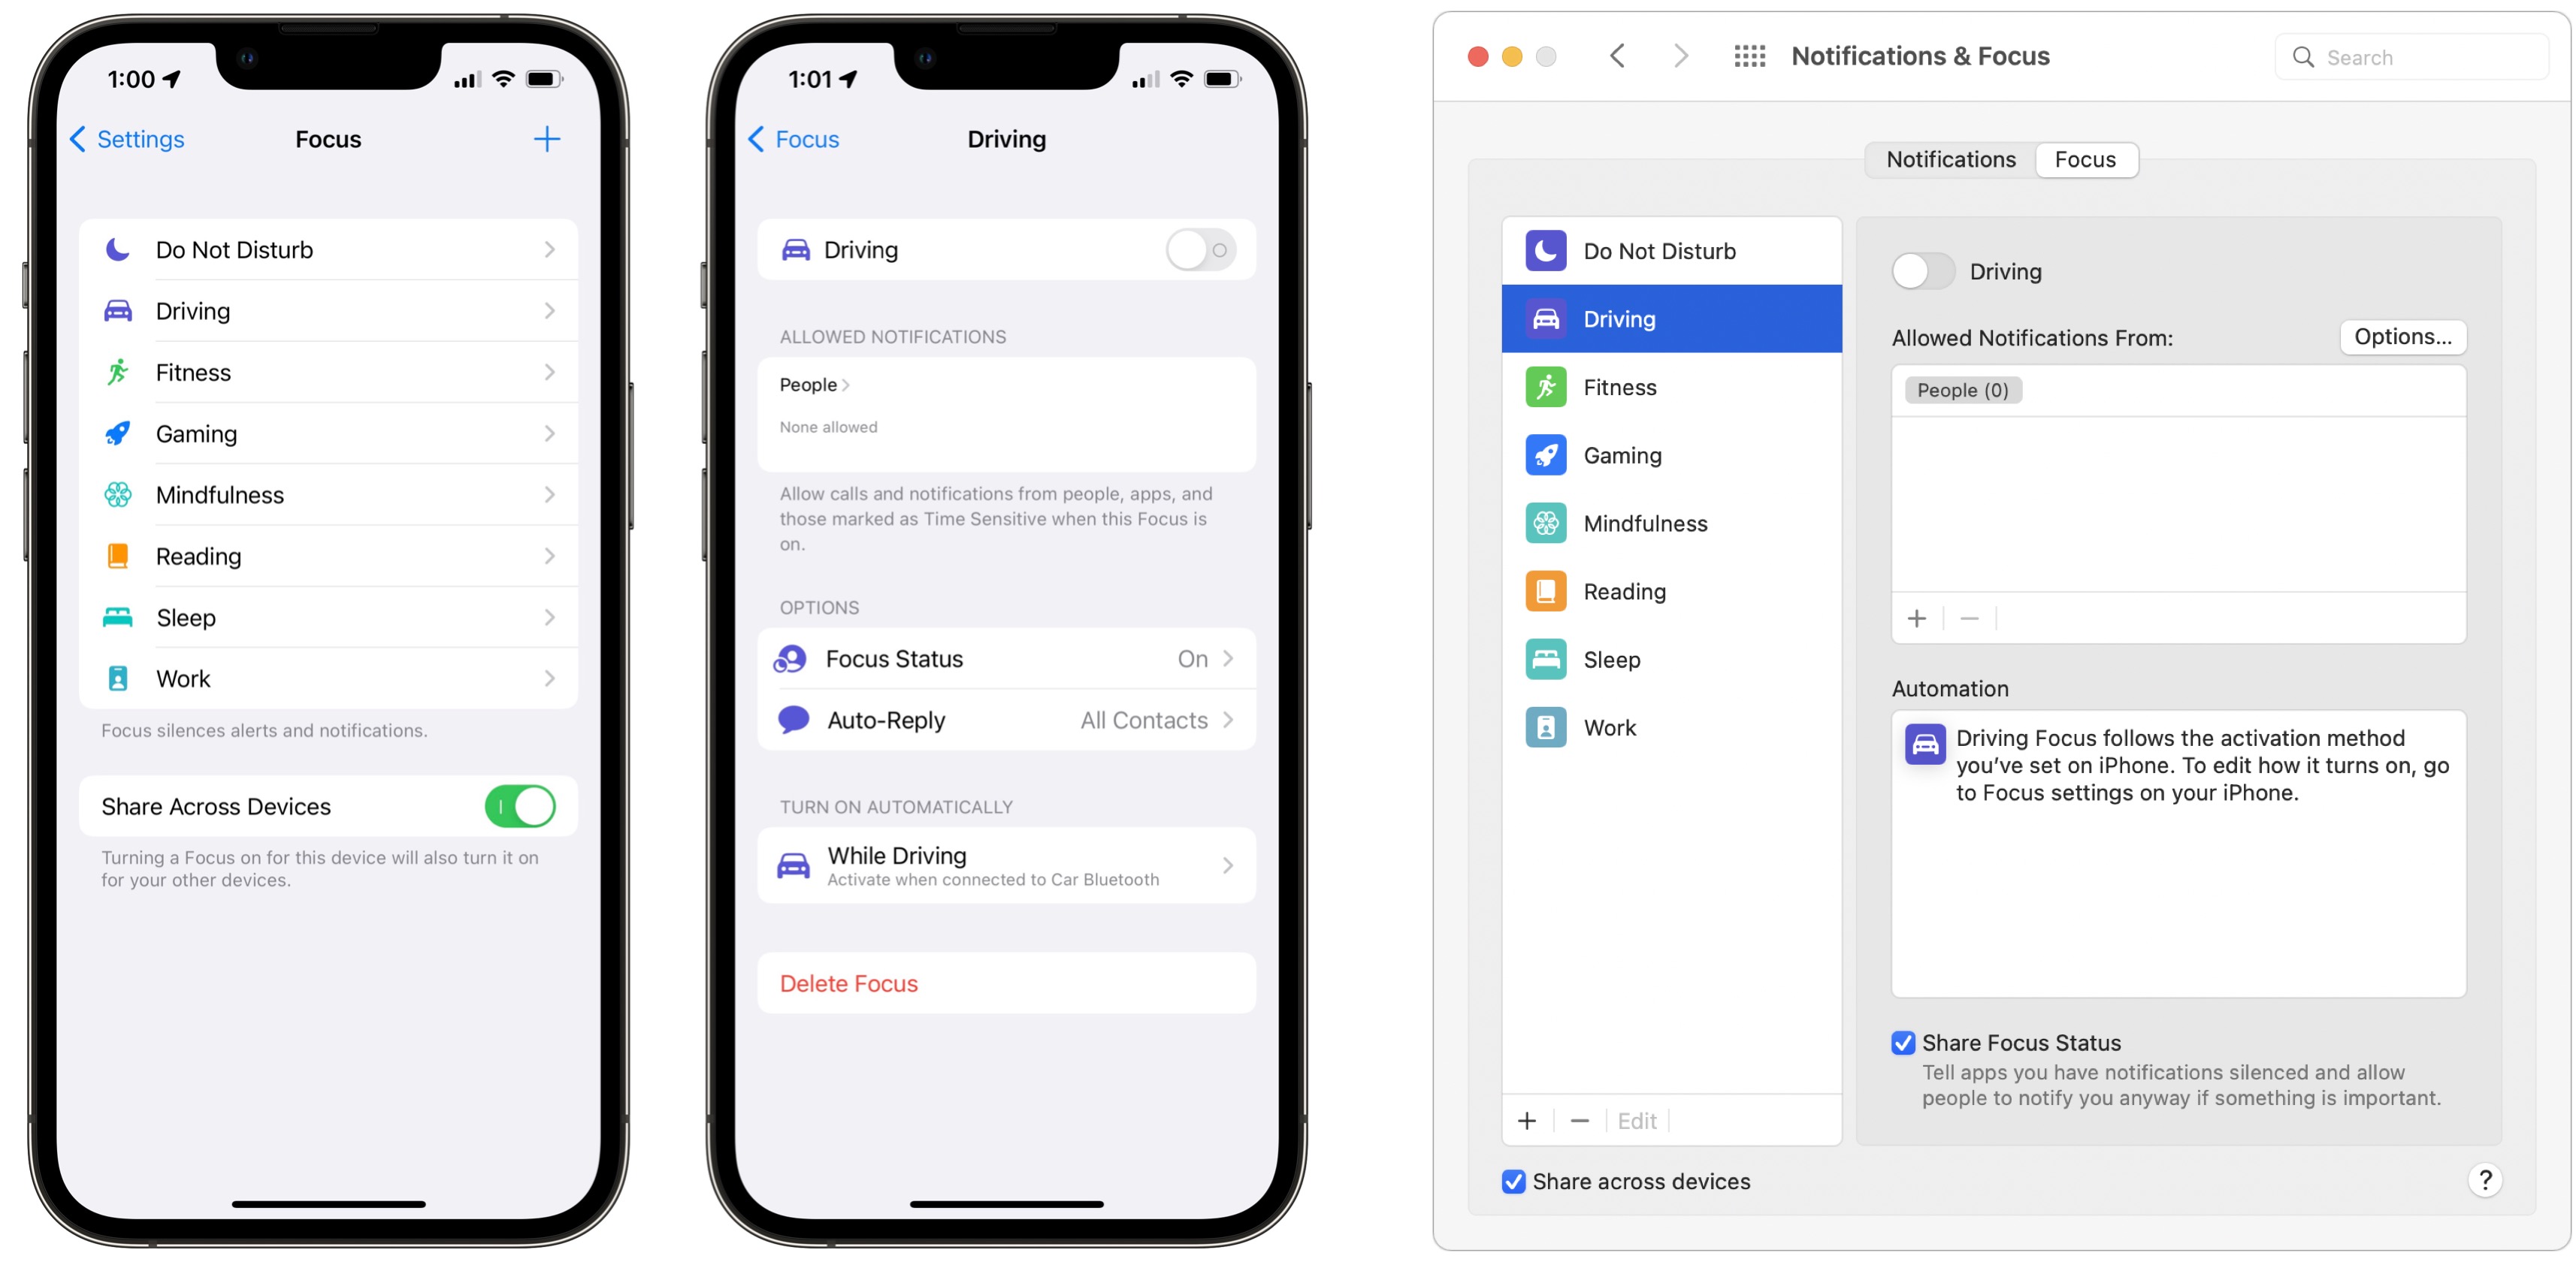 1:00
Settings
Focus
Do Not Disturb
Driving
Fitness
Gaming
Mindfulness
Reading
Sleep
Work
Focus silences alerts and notifications.
Share Across Devices
Turning a Focus on for this device will also turn it on
for your other devices.
1:01
Focus
Driving
Driving
ALLOWED NOTIFICATIONS
People
None allowed
Allow calls and notifications from people, apps, and
those marked as Time Sensitive when this Focus is
on.
OPTIONS
Focus Status On
Auto-Reply All Contacts
TURN ON AUTOMATICALLY
While Driving
Activate when connected to Car Bluetooth
Delete Focus
Notifications & Focus
Search
Notifications Focus
Do Not Disturb
Driving
Fitness
Gaming
Mindfulness
Reading
Sleep
Work
Edit
Share across devices
Driving
Allowed Notifications From: Options...
People (0)
Automation
Driving Focus follows the activation method
you’ve set on iPhone. To edit how it turns on, go
to Focus settings on your iPhone.
Share Focus Status
Tell apps you have notifications silenced and allow
people to notify you anyway if something is important.
?